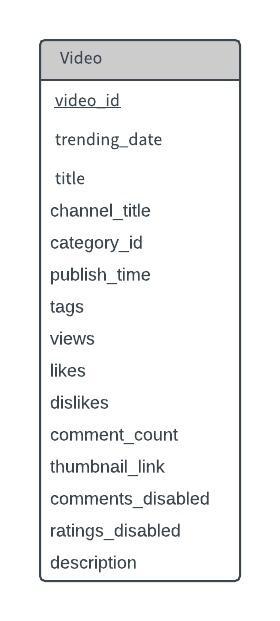 Video
video_id
trending_date
title
channel_title
category_id
publish_time
tags
views
likes
dislikes
comment_count
thumbnail_link
comments_disabled
ratings_disabled
description